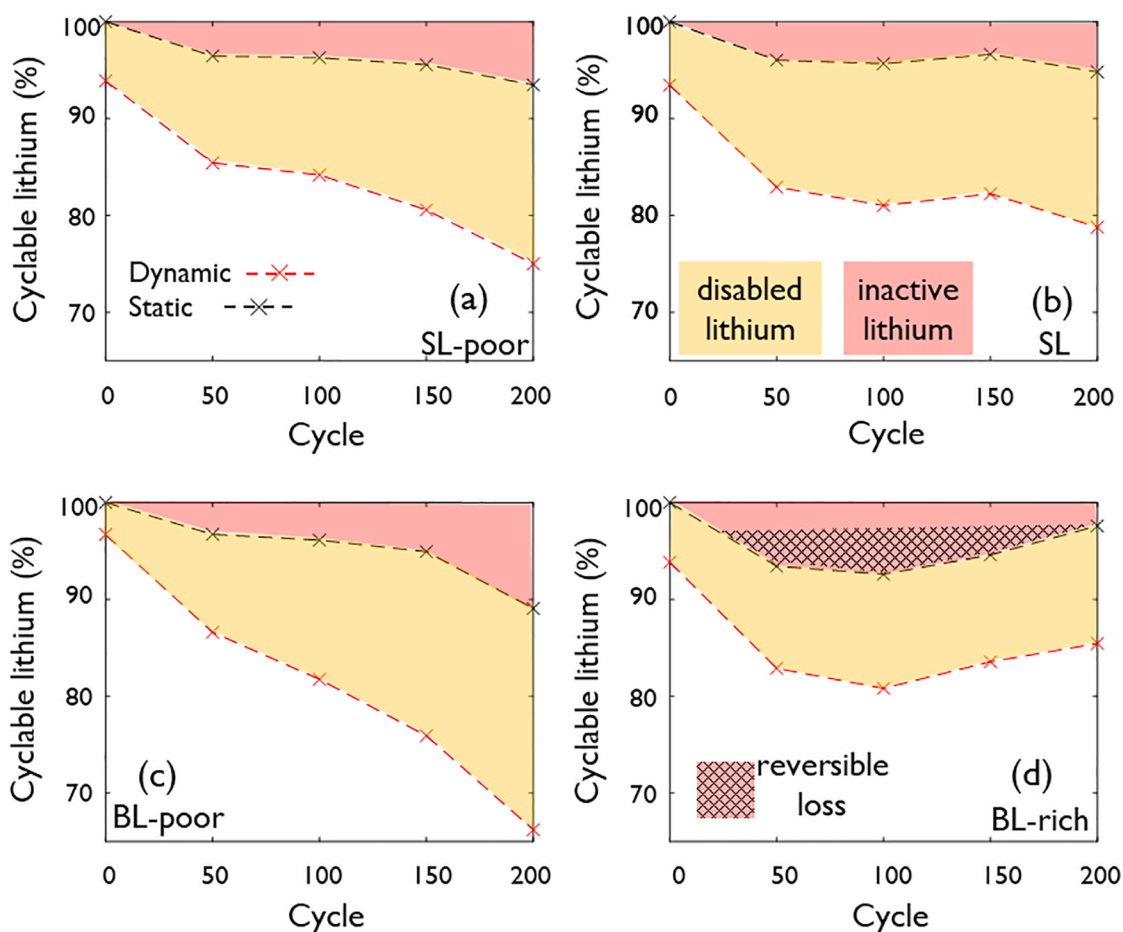 Cyclable lithium (%)
100
90
80
70
Dynamic
Static
(a)
SL-poor
0 50 100 150 200
Cycle
Cyclable lithium (%)
100
90
80
70
disabled
lithium
inactive
lithium
(b)
SL
0 50 100 150 200
Cycle
Cyclable lithium (%)
100
90
80
70
(c)
BL-poor
0 50 100 150 200
Cycle
Cyclable lithium (%)
100
90
80
70
reversible
loss
(d)
BL-rich
0 50 100 150 200
Cycle